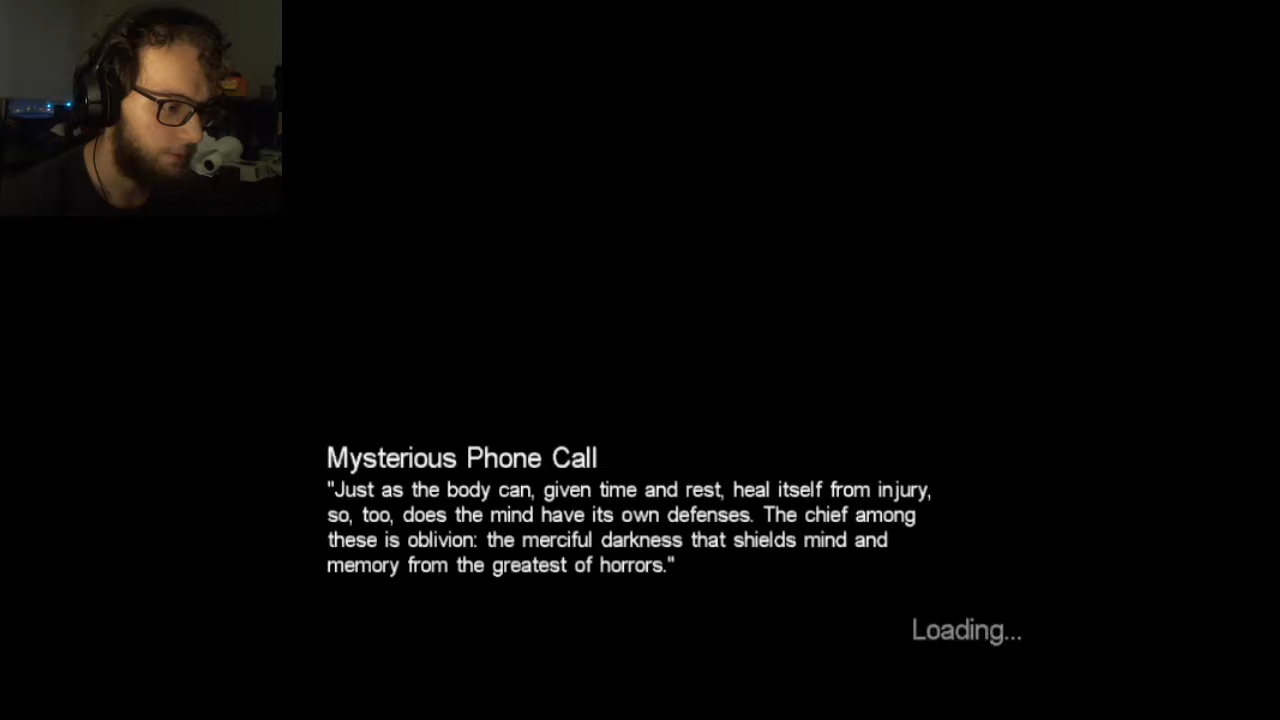 Mysterious Phone Call
"Just as the body can, given time and rest, heal itself from injury,
so, too, does the mind have its own defenses. The chief among
these is oblivion: the merciful darkness that shields mind and
memory from the greatest of horrors."
Loading...